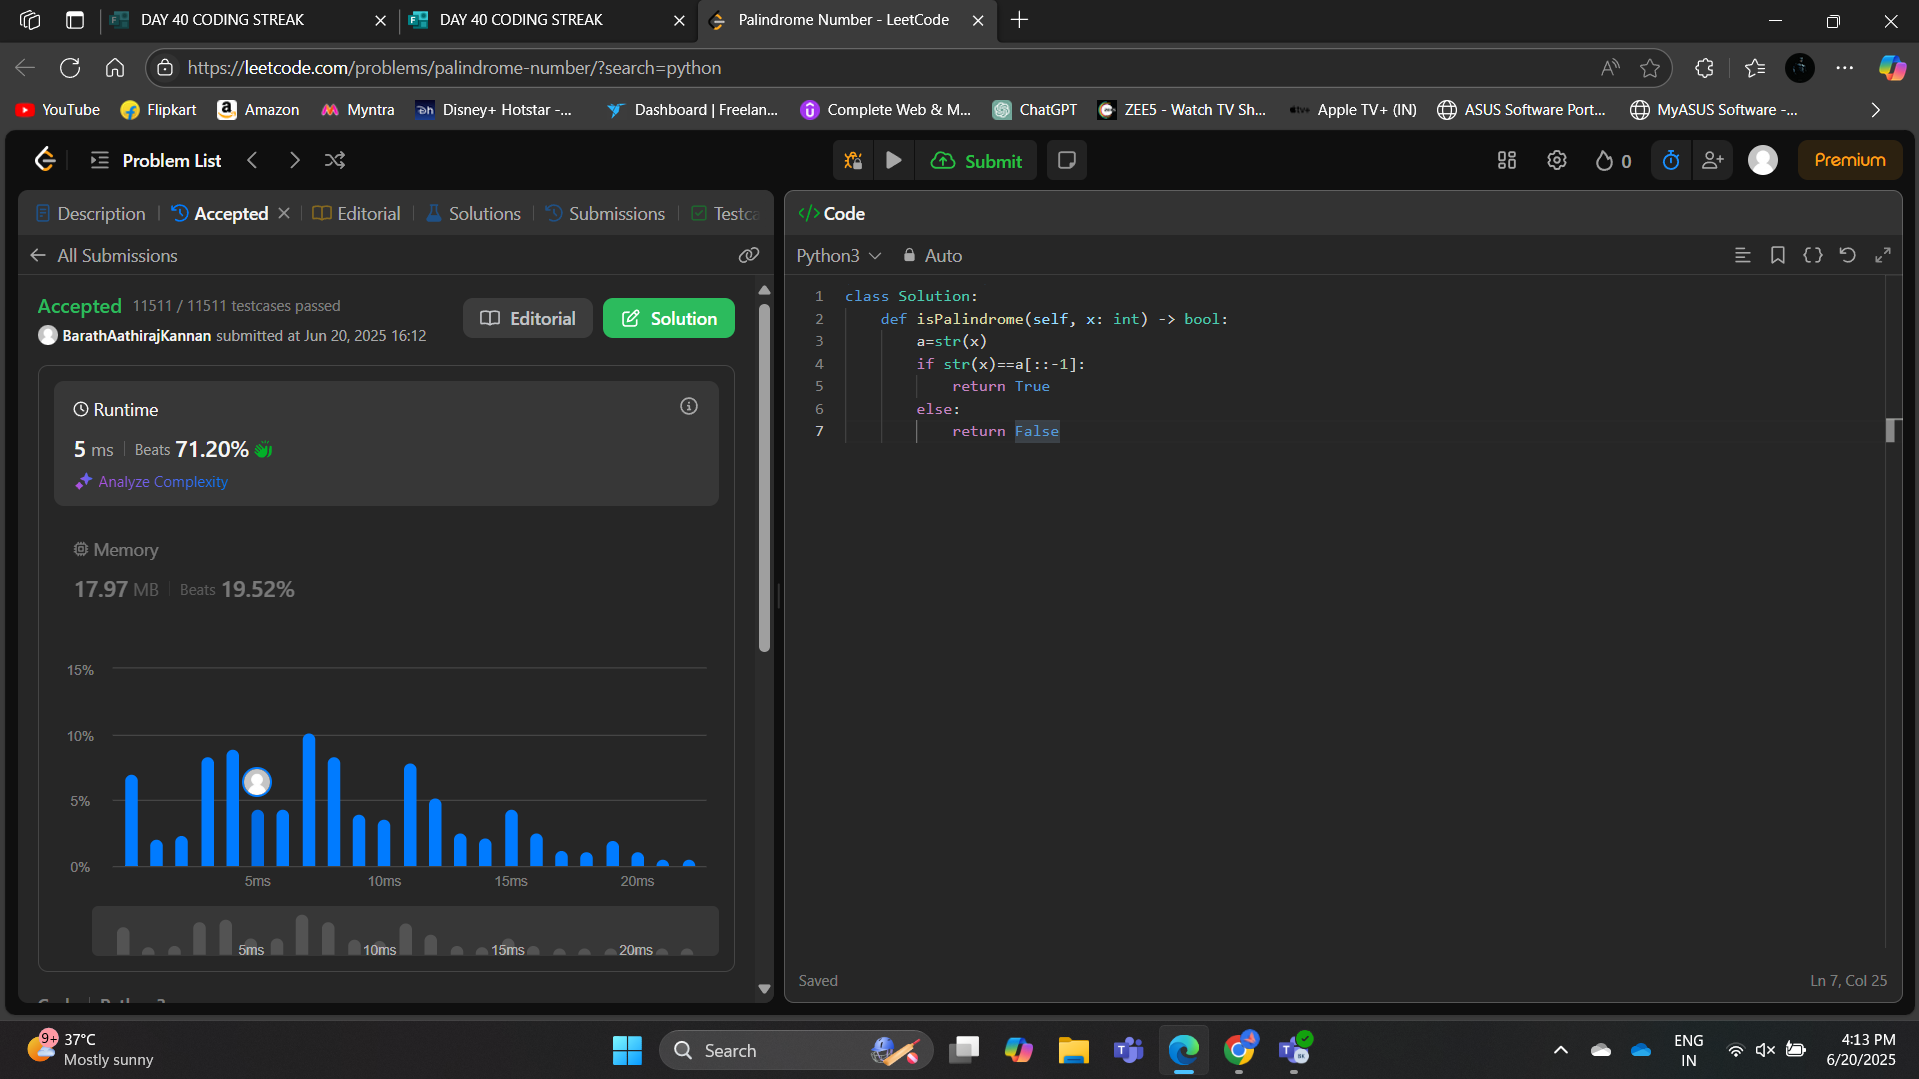 DAY 40 CODING STREAK
DAY 40 CODING STREAK
Palindrome Number - LeetCode
https://leetcode.com/problems/palindrome-number/?search=python
YouTube
Flipkart
Amazon
Myntra
Disney+ Hotstar -...
Dashboard | Freelan...
Complete Web & M...
ChatGPT
ZEE5 - Watch TV Sh...
Apple TV+ (IN)
ASUS Software Port...
MyASUS Software -...
Problem List
Submit
0
Premium
Description
Accepted
Editorial
Solutions
Submissions
Testca
All Submissions
Accepted 11511 / 11511 testcases passed
BarathAathirajKannan submitted at Jun 20, 2025 16:12
Editorial
Solution
Runtime
5 ms Beats 71.20%
Analyze Complexity
Memory
17.97 MB Beats 19.52%
15%
10%
5%
0%
5ms 10ms 15ms 20ms
5ms 10ms 15ms 20ms
</> Code
Python3 Auto
1 class Solution:
2 def isPalindrome(self, x: int) -> bool:
3 a=str(x)
4 if str(x)==a[::-1]:
5 return True
6 else:
7 return False
Saved
Ln 7, Col 25
9+
37°C
Mostly sunny
Search
ENG
IN
4:13 PM
6/20/2025